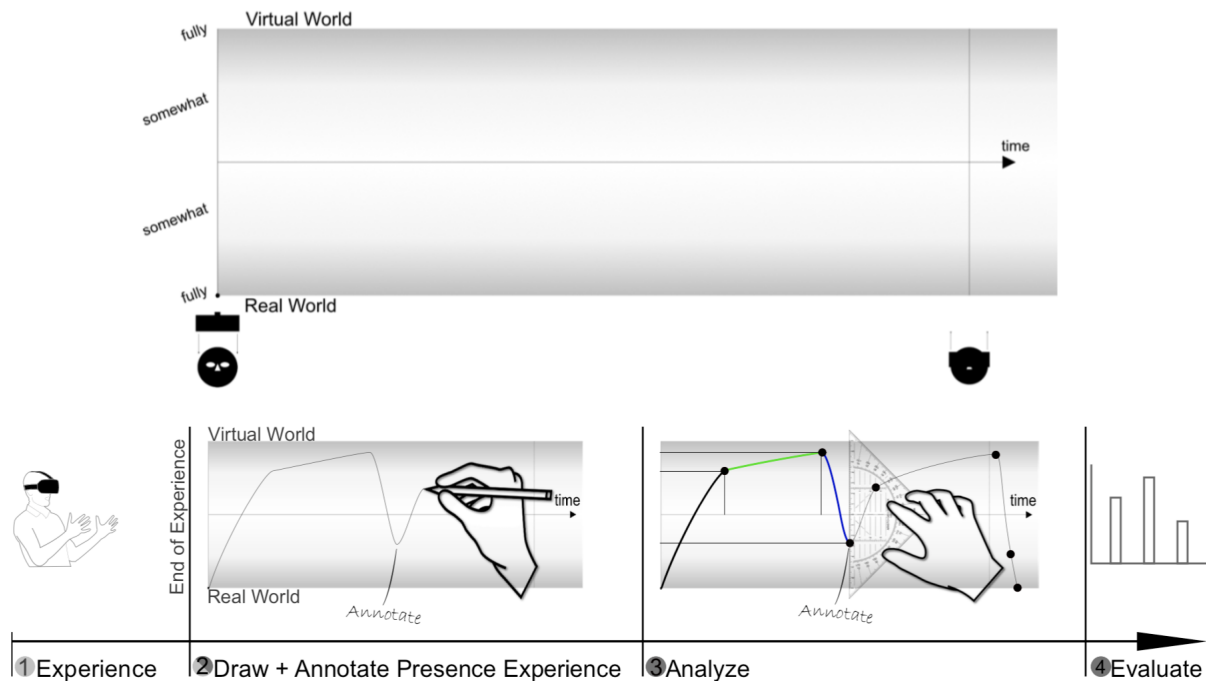 Virtual World
fully
somewhat
time
somewhat
fully
Real World
End of Experience
Virtual World
time
Real World
Annotate
time
Annotate
1 Experience
2 Draw + Annotate Presence Experience
3 Analyze
4 Evaluate